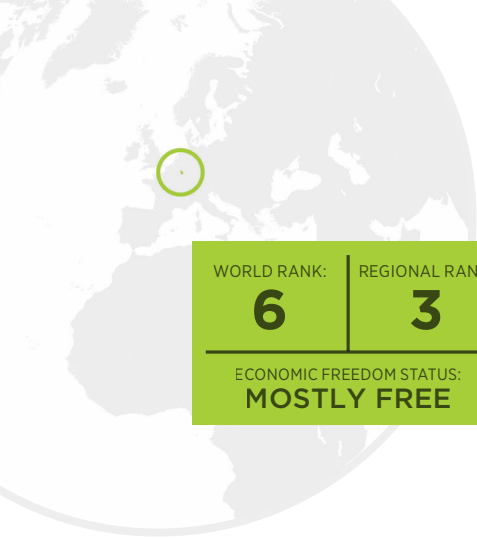 WORLD RANK: REGIONAL RAN
6 3
ECONOMIC FREEDOM STATUS:
MOSTLY FREE